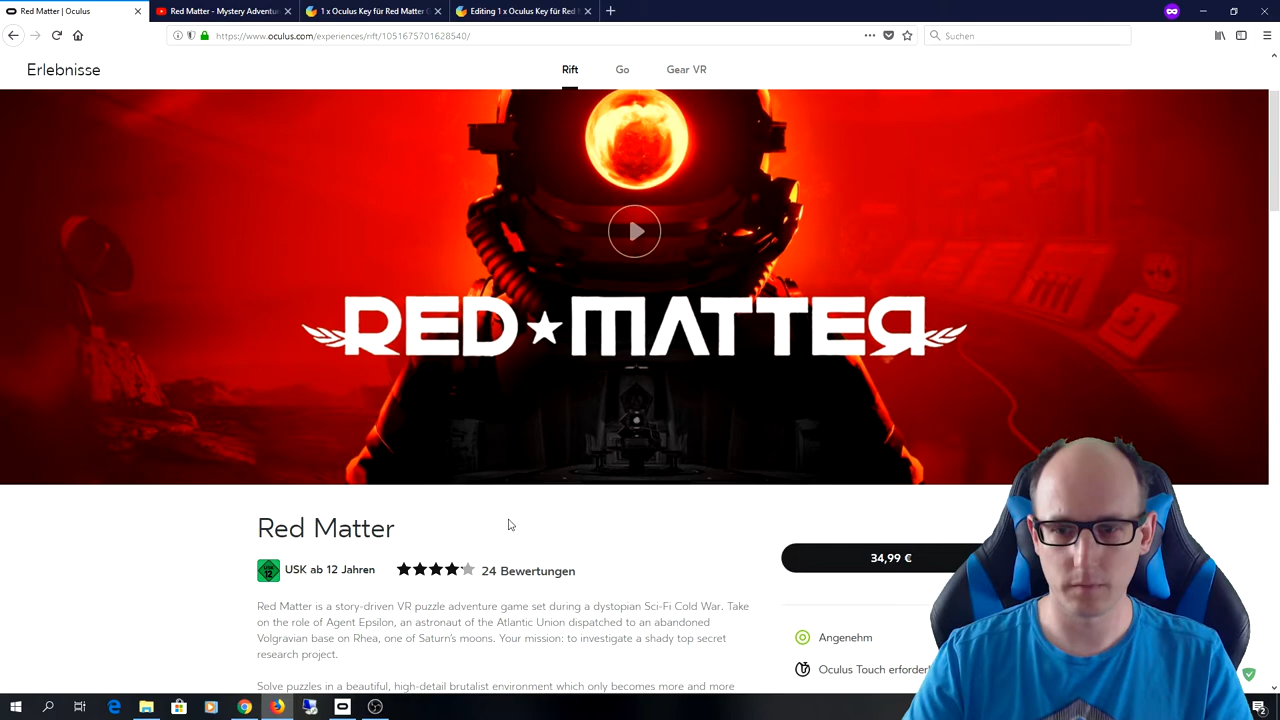 Red Matter | Oculus
Red Matter - Mystery Adventu
1 x Oculus Key für Red Matter G
Editing 1 x Oculus Key für Red
https://www.oculus.com/experiences/rift/1051675701628540/
Suchen
Erlebnisse
Rift
Go
Gear VR
RED★MATTER
Red Matter
USK ab 12 Jahren
24 Bewertungen
34,99 €
Red Matter is a story-driven VR puzzle adventure game set during a dystopian Sci-Fi Cold War. Take
on the role of Agent Epsilon, an astronaut of the Atlantic Union dispatched to an abandoned
Volgravian base on Rhea, one of Saturn's moons. Your mission: to investigate a shady top secret
research project.
Angenehm
Oculus Touch erforderl
Solve puzzles in a beautiful, high-detail brutalist environment which only becomes more and more